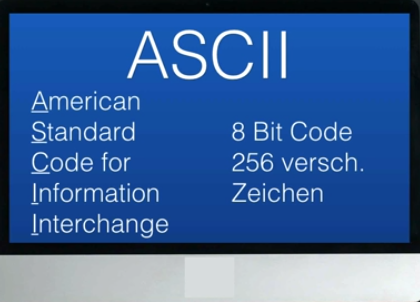 ASCII
American
Standard
Code for
Information
Interchange
8 Bit Code
256 versch.
Zeichen